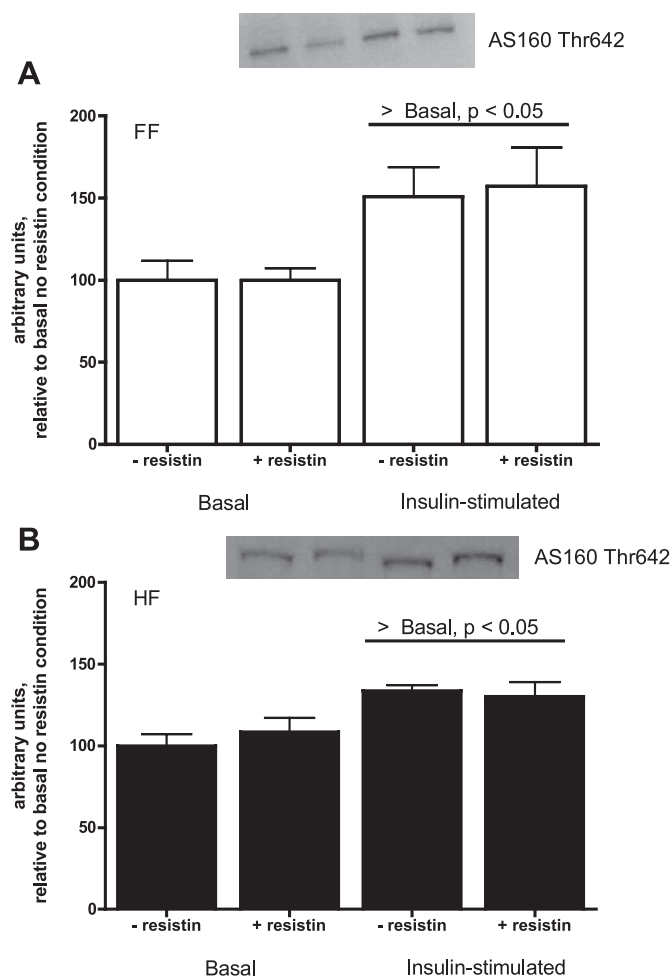 AS160 Thr642
A
200
> Basal, p < 0.05
FF
150
100
50
0
arbitrary units,
relative to basal no resistin condition
- resistin + resistin - resistin + resistin
Basal Insulin-stimulated
B
AS160 Thr642
200
HF
> Basal, p < 0.05
150
100
50
0
arbitrary units,
relative to basal no resistin condition
- resistin + resistin - resistin + resistin
Basal Insulin-stimulated